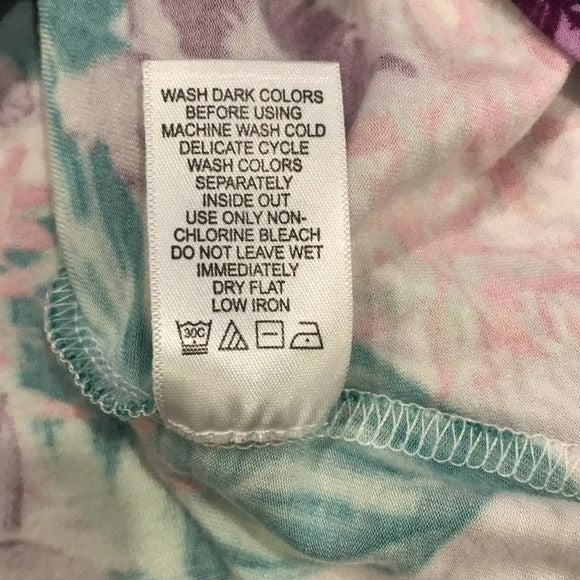 WASH DARK COLORS
BEFORE USING
MACHINE WASH COLD
DELICATE CYCLE
WASH COLORS
SEPARATELY
INSIDE OUT
USE ONLY NON-
CHLORINE BLEACH
DO NOT LEAVE WET
IMMEDIATELY
DRY FLAT
LOW IRON
30C